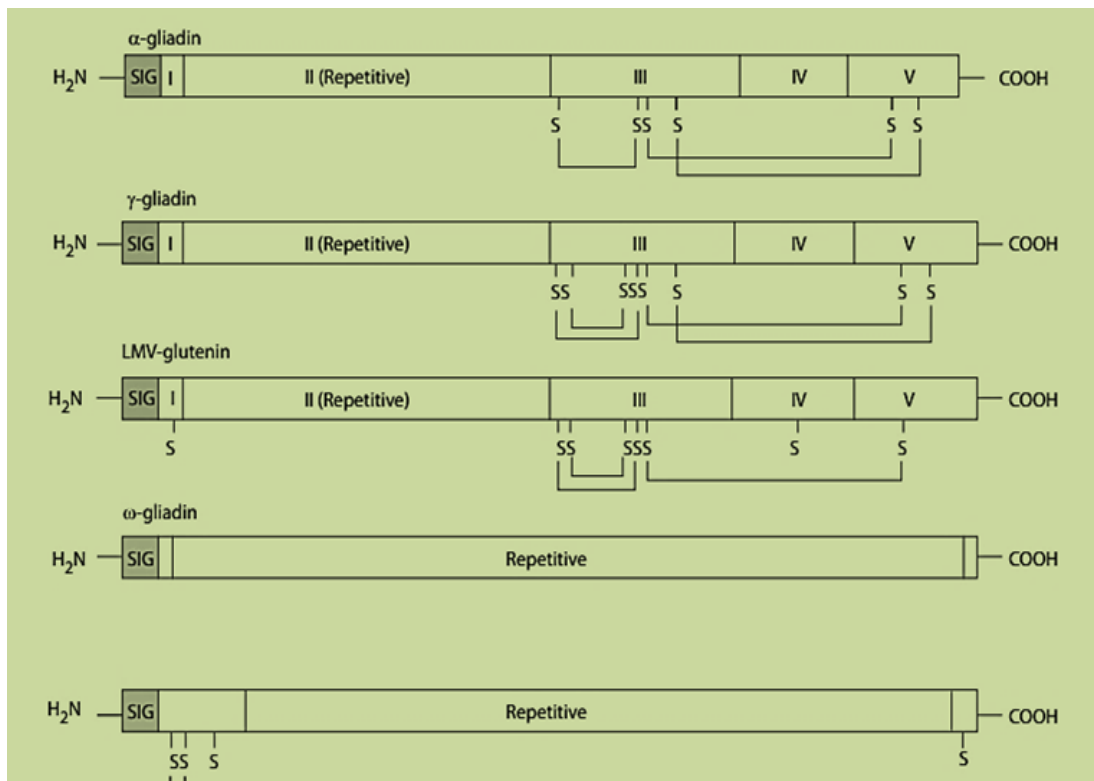 α-gliadin
H2N SIG I II (Repetitive) III IV V COOH
S SS S S S
γ-gliadin
H2N SIG I II (Repetitive) III IV V COOH
SS SSS S S S
LMV-glutenin
H2N SIG I II (Repetitive) III IV V COOH
S SS SSS S S
ω-gliadin
H2N SIG Repetitive COOH
H2N SIG Repetitive COOH
SS S S